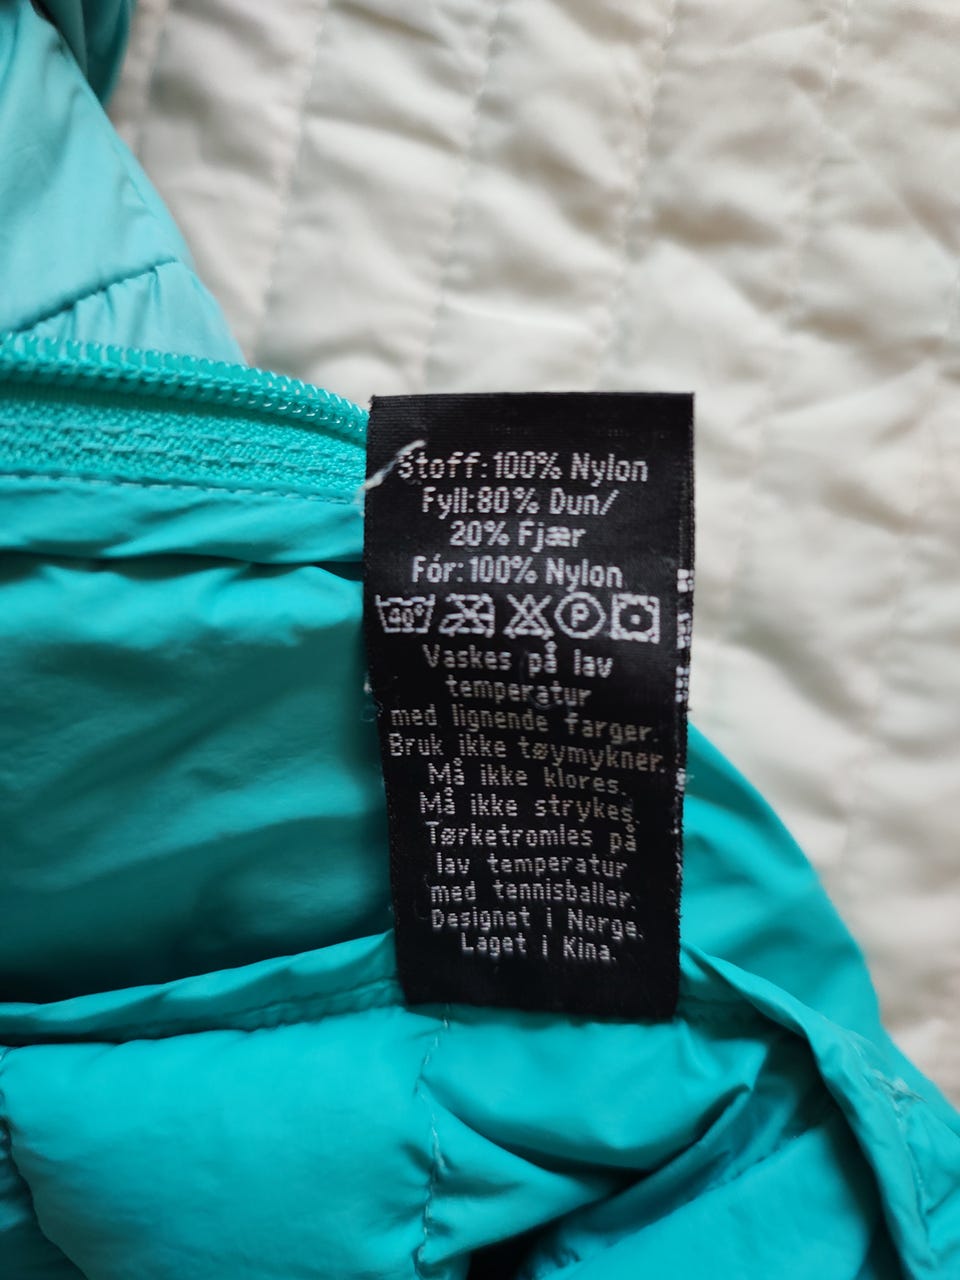 Stoff: 100% Nylon
Fyll: 80% Dun/
20% Fjær
Fór: 100% Nylon
40° P
Vaskes på lav
temperatur
med lignende farger.
Bruk ikke tøymykner.
Må ikke klores.
Må ikke strykes.
Tørketromles på
lav temperatur
med tennisballer.
Designet i Norge.
Laget i Kina.